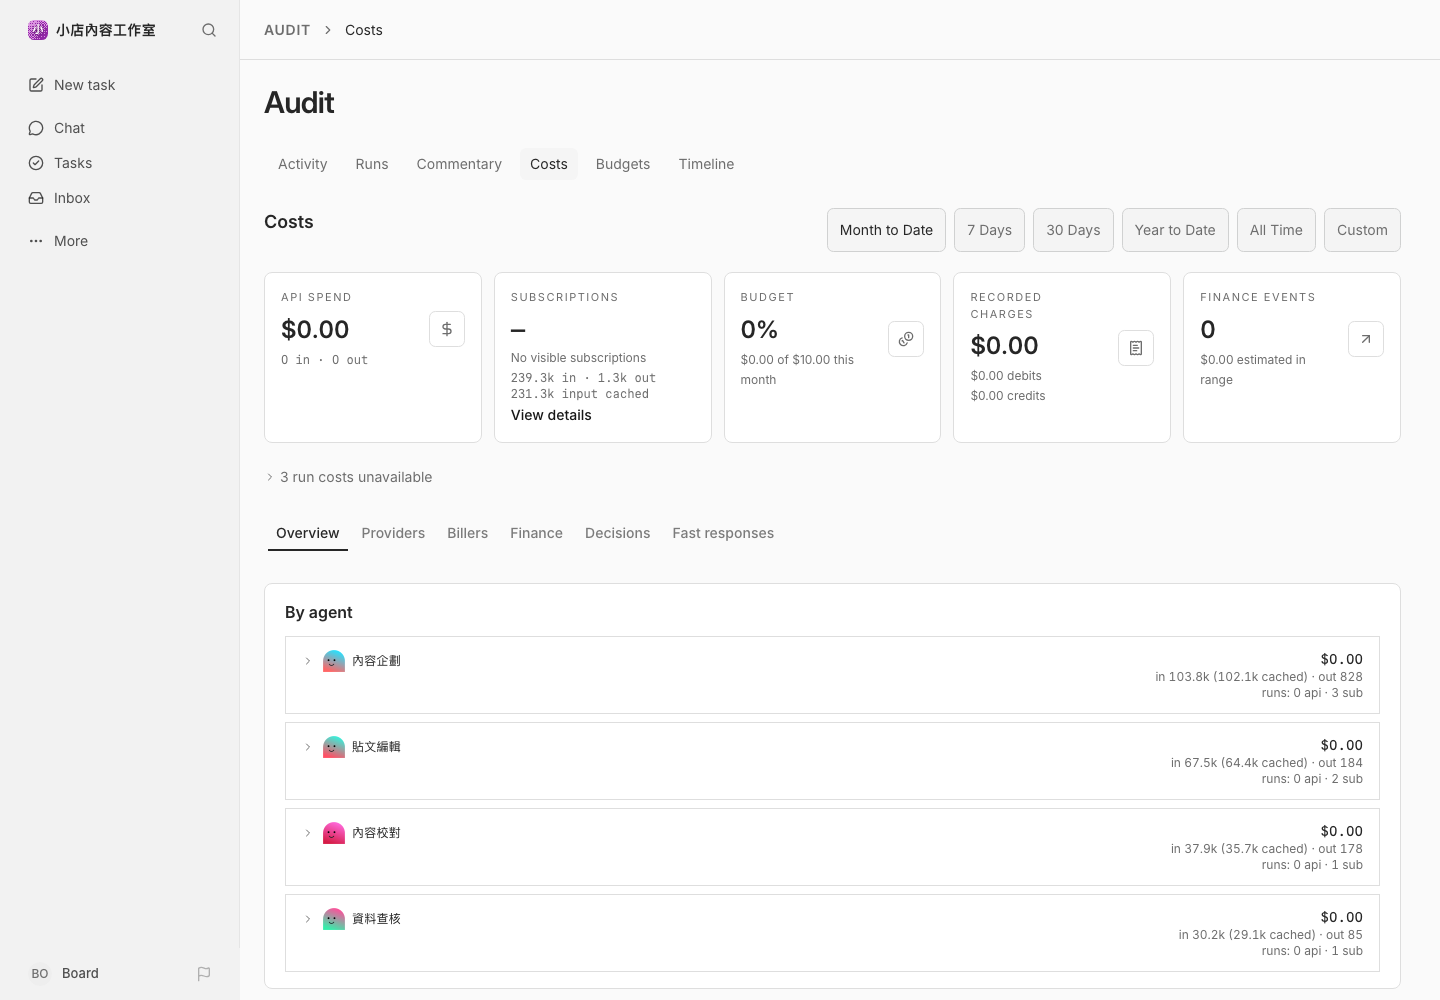 小 小店內容工作室
New task
Chat
Tasks
Inbox
More
BO Board
AUDIT > Costs
Audit
Activity Runs Commentary Costs Budgets Timeline
Costs
Month to Date 7 Days 30 Days Year to Date All Time Custom
API SPEND
$0.00
0 in · 0 out
SUBSCRIPTIONS
–
No visible subscriptions
239.3k in · 1.3k out
231.3k input cached
View details
BUDGET
0%
$0.00 of $10.00 this
month
RECORDED
CHARGES
$0.00
$0.00 debits
$0.00 credits
FINANCE EVENTS
0
$0.00 estimated in
range
3 run costs unavailable
Overview Providers Billers Finance Decisions Fast responses
By agent
內容企劃
$0.00
in 103.8k (102.1k cached) · out 828
runs: 0 api · 3 sub
貼文編輯
$0.00
in 67.5k (64.4k cached) · out 184
runs: 0 api · 2 sub
內容校對
$0.00
in 37.9k (35.7k cached) · out 178
runs: 0 api · 1 sub
資料查核
$0.00
in 30.2k (29.1k cached) · out 85
runs: 0 api · 1 sub